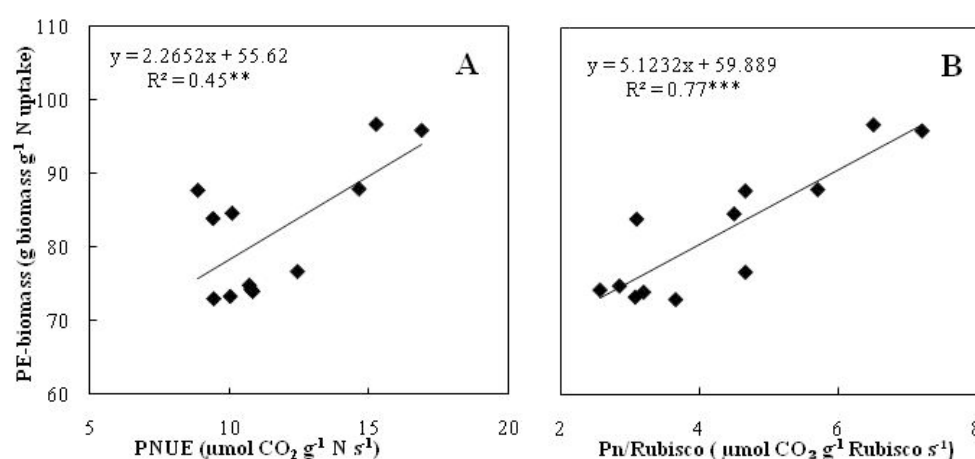 110
100
90
80
70
60
PE-biomass (g biomass g⁻¹ N uptake)
y = 2.2652x + 55.62
R² = 0.45**
A
5 10 15 20
PNUE (μmol CO₂ g⁻¹ N s⁻¹)
y = 5.1232x + 59.889
R² = 0.77***
B
2 4 6 8
Pn/Rubisco ( μmol CO₂ g⁻¹ Rubisco s⁻¹)